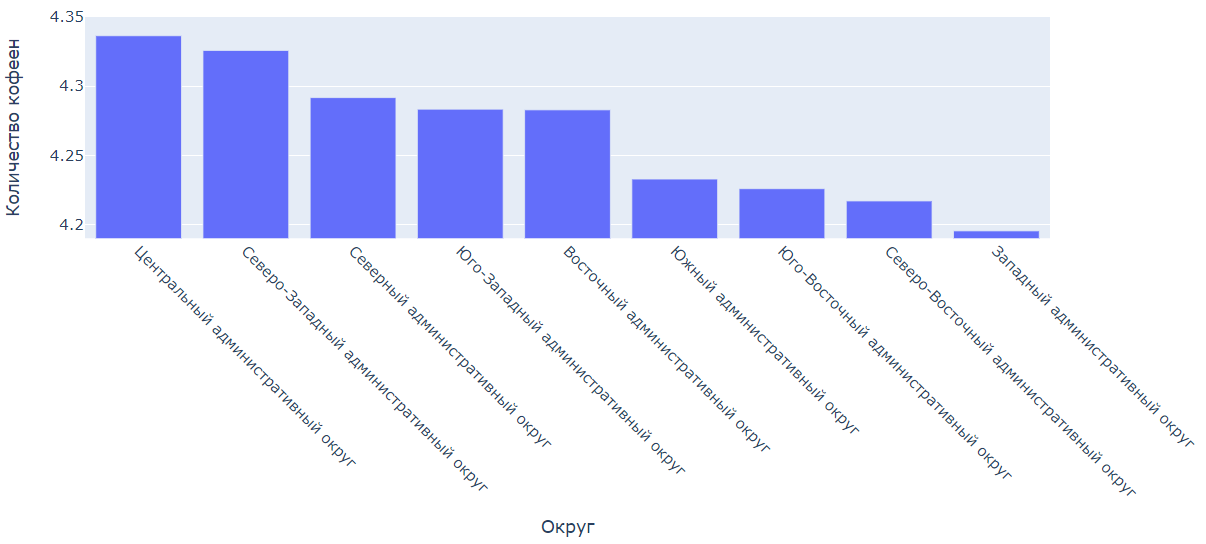 4.35
4.3
4.25
4.2
Количество кофеен
Центральный административный округ
Северо-Западный административный округ
Северный административный округ
Юго-Западный административный округ
Восточный административный округ
Южный административный округ
Юго-Восточный административный округ
Северо-Восточный административный округ
Западный административный округ
Округ